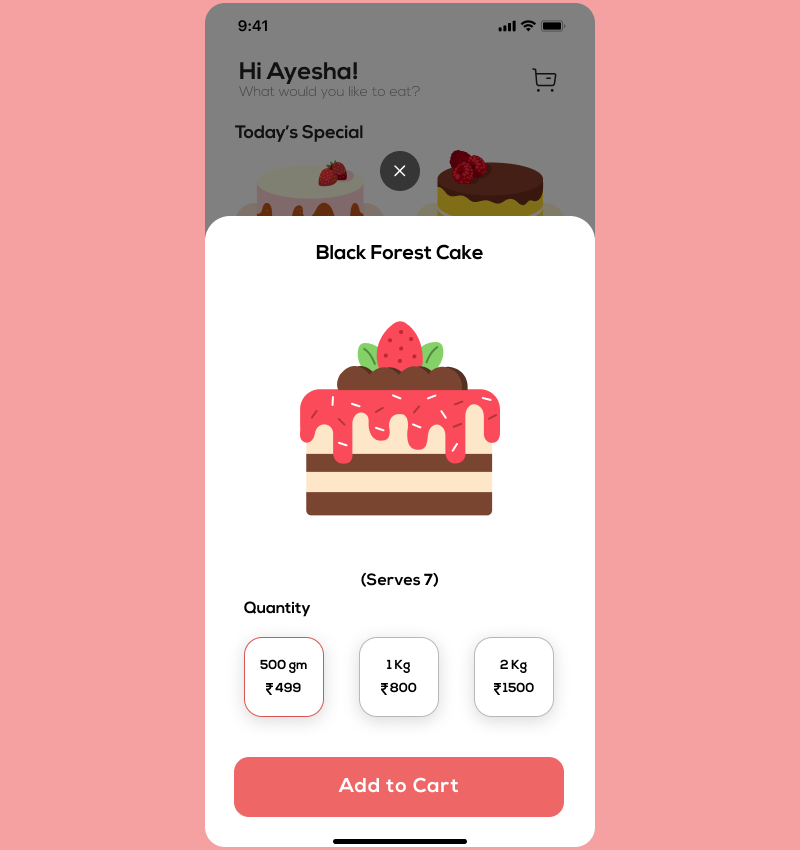 9:41
Hi Ayesha!
What would you like to eat?
Today's Special
Black Forest Cake
(Serves 7)
Quantity
500 gm
₹499
1 Kg
₹800
2 Kg
₹1500
Add to Cart